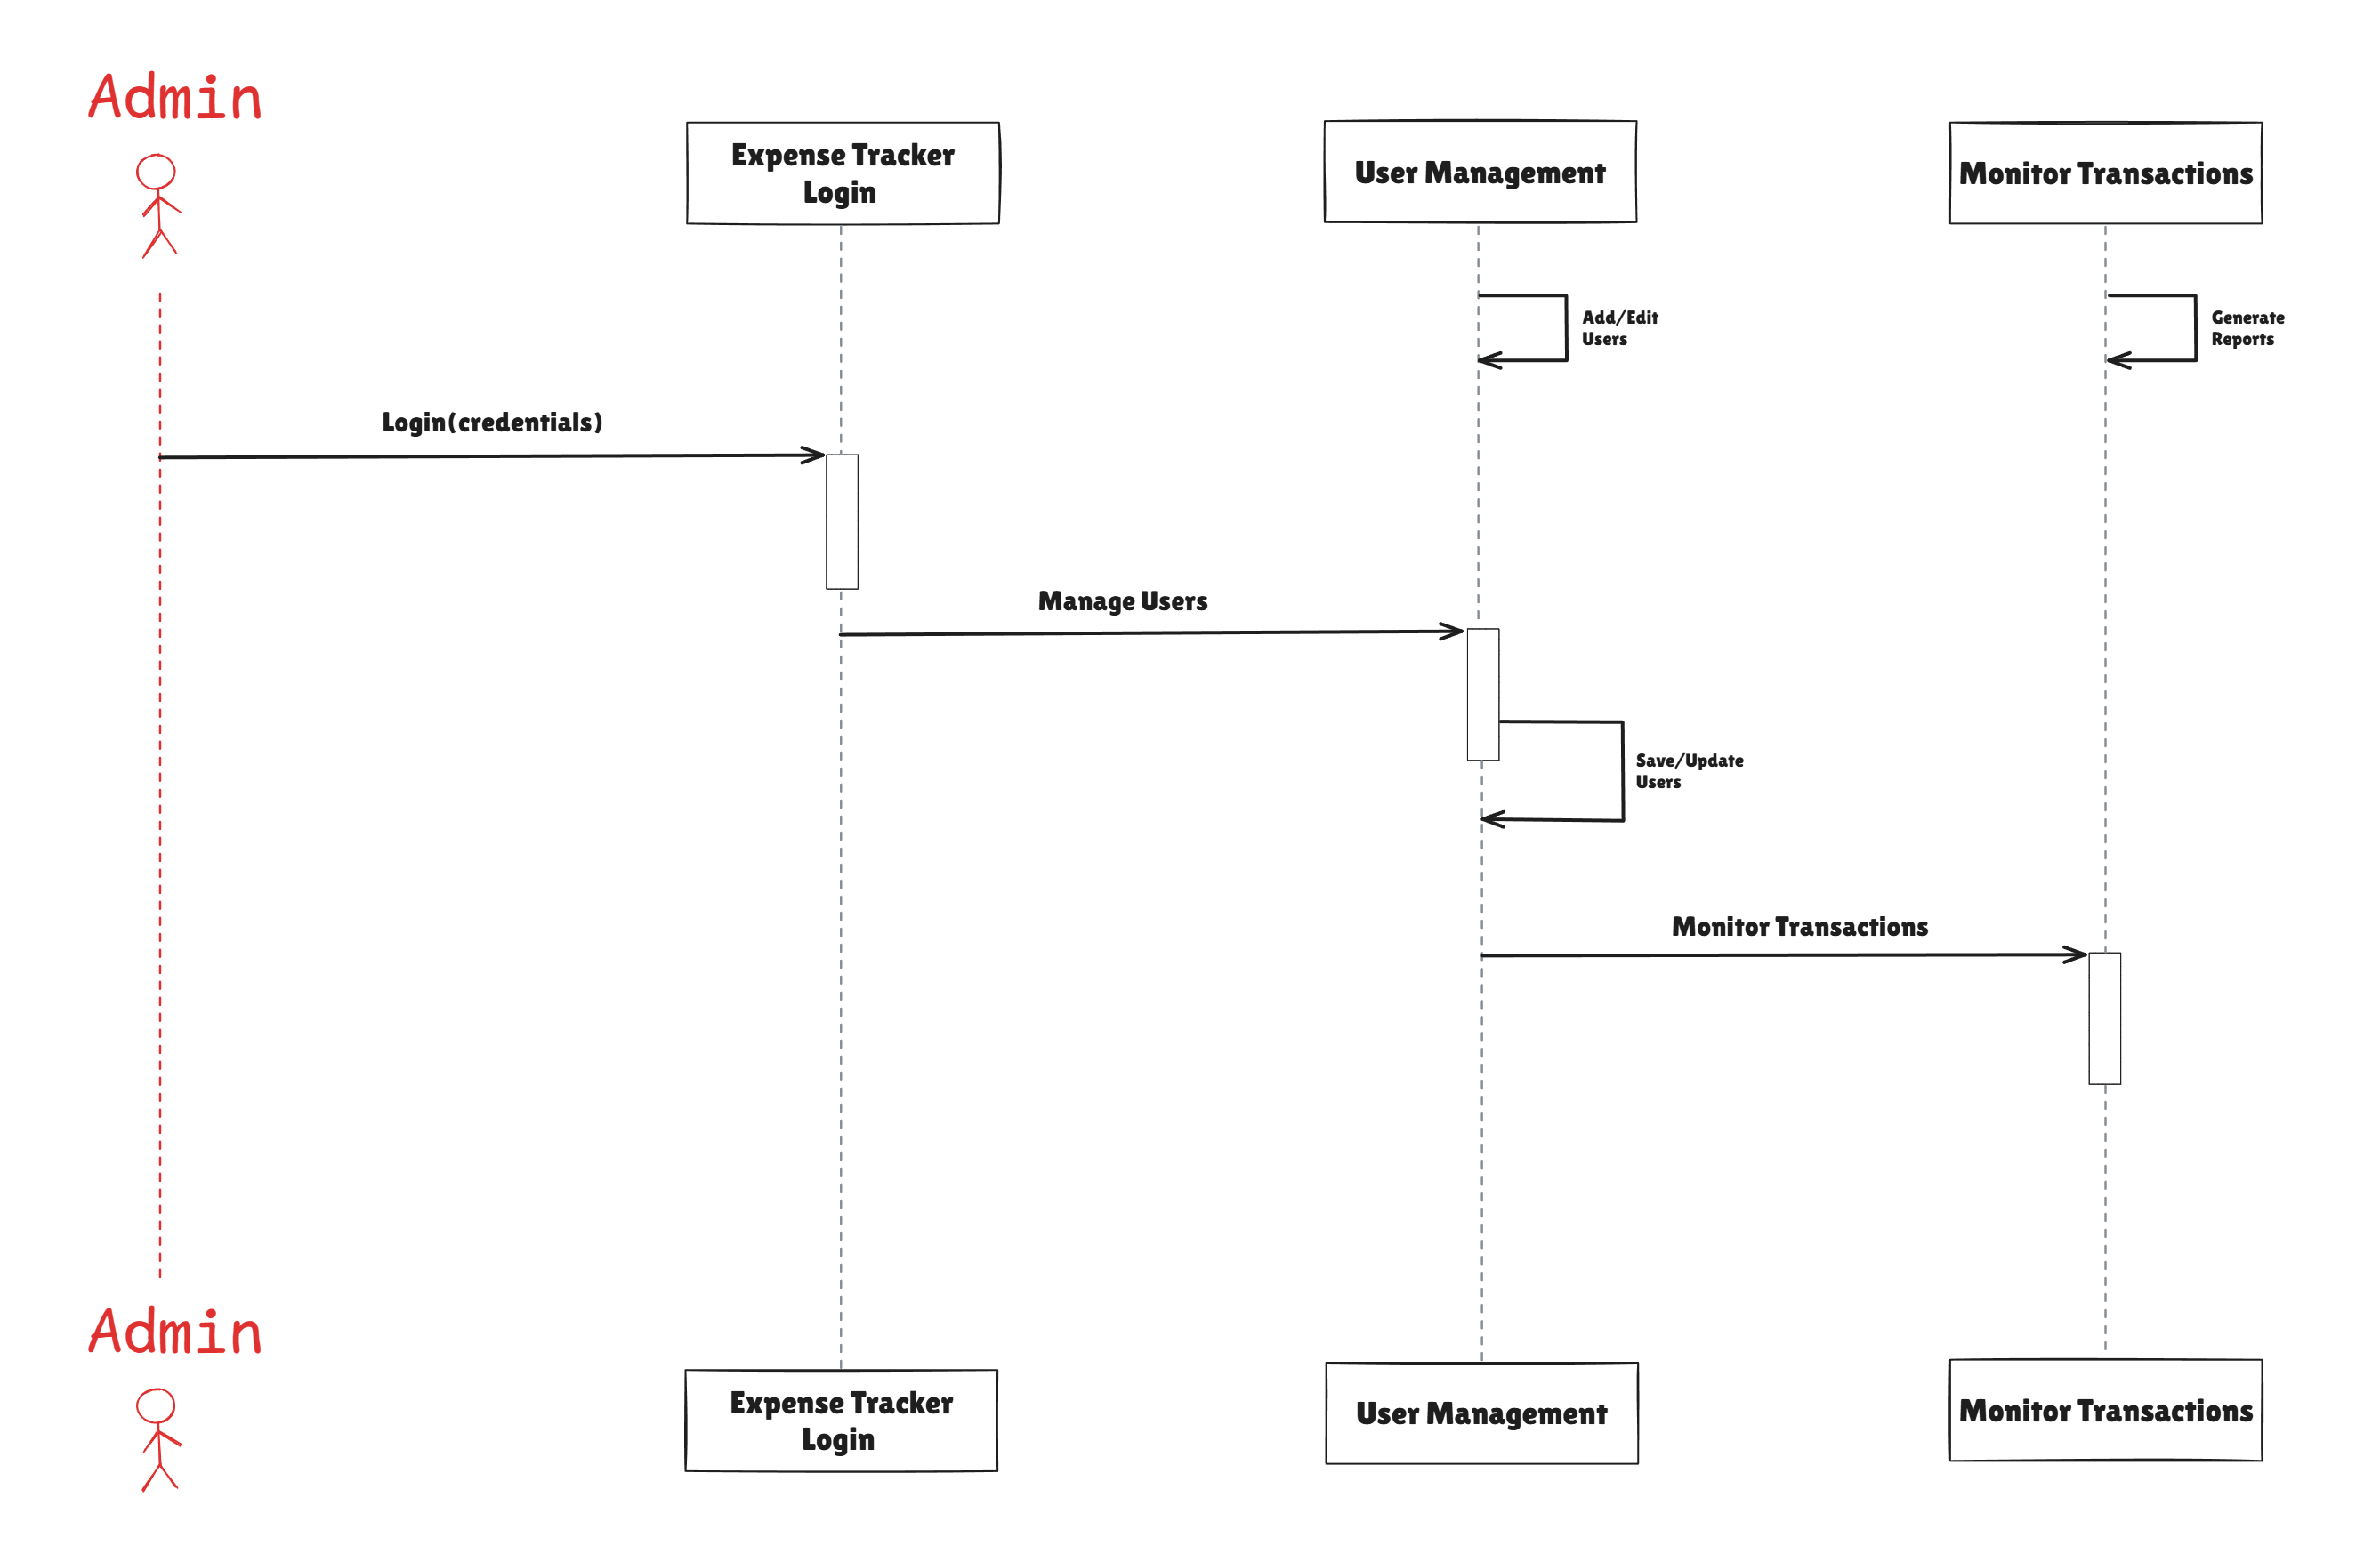 Admin
Expense Tracker
Login
User Management
Monitor Transactions
Add/Edit
Users
Generate
Reports
Login(credentials)
Manage Users
Save/Update
Users
Monitor Transactions
Admin
Expense Tracker
Login
User Management
Monitor Transactions